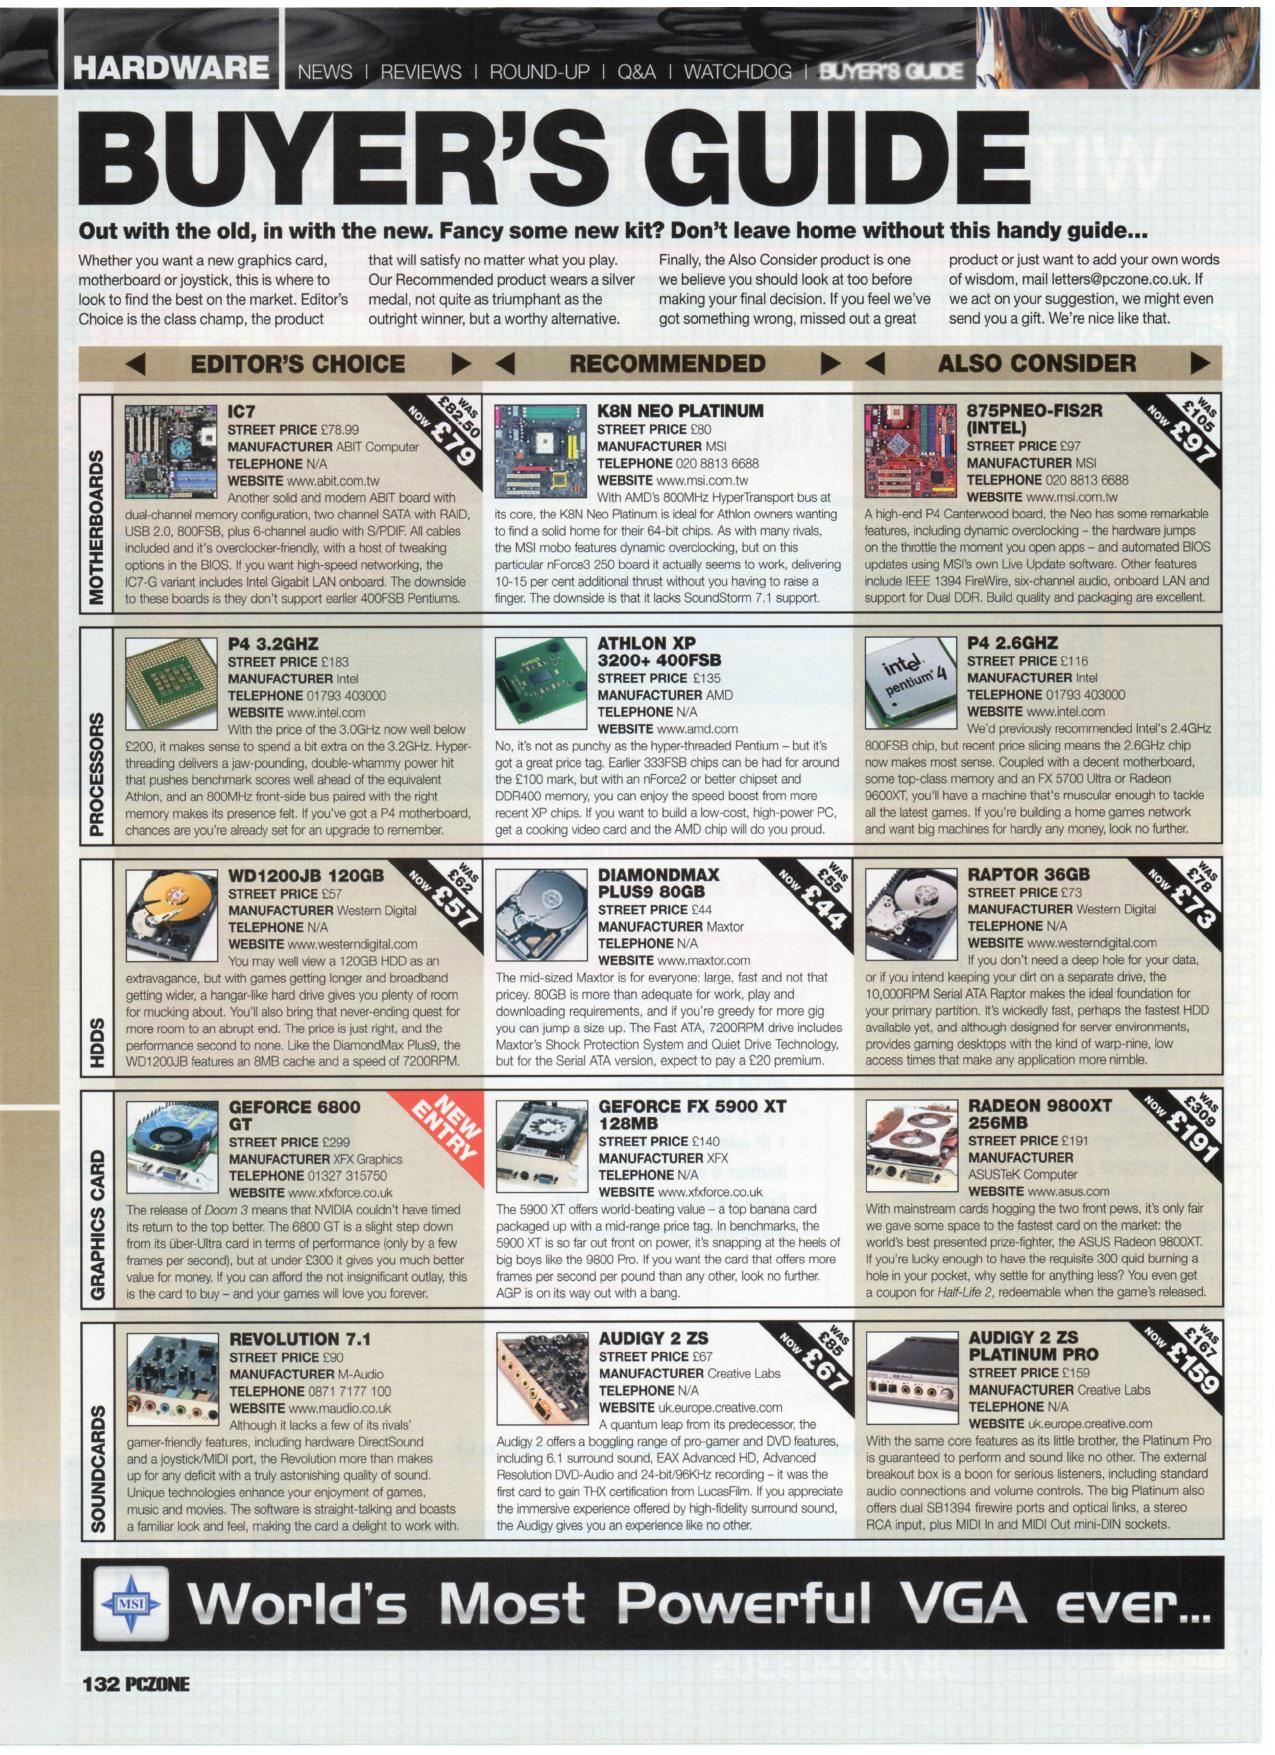 HARDWARE
NEWS | REVIEWS | ROUND-UP | Q&A | WATCHDOG | BUYER'S GUIDE
BUYER'S GUIDE
Out with the old, in with the new. Fancy some new kit? Don't leave home without this handy guide...
Whether you want a new graphics card,
motherboard or joystick, this is where to
look to find the best on the market. Editor's
Choice is the class champ, the product
that will satisfy no matter what you play.
Our Recommended product wears a silver
medal, not quite as triumphant as the
outright winner, but a worthy alternative.
Finally, the Also Consider product is one
we believe you should look at too before
making your final decision. If you feel we've
got something wrong, missed out a great
product or just want to add your own words
of wisdom, mail letters@pczone.co.uk. If
we act on your suggestion, we might even
send you a gift. We're nice like that.
EDITOR'S CHOICE
RECOMMENDED
ALSO CONSIDER
MOTHERBOARDS
IC7
STREET PRICE £78.99
MANUFACTURER ABIT Computer
TELEPHONE N/A
WEBSITE www.abit.com.tw
WAS
£82.50
NOW £79
Another solid and modern ABIT board with
dual-channel memory configuration, two channel SATA with RAID,
USB 2.0, 800FSB, plus 6-channel audio with S/PDIF. All cables
included and it's overclocker-friendly, with a host of tweaking
options in the BIOS. If you want high-speed networking, the
IC7-G variant includes Intel Gigabit LAN onboard. The downside
to these boards is they don't support earlier 400FSB Pentiums.
K8N NEO PLATINUM
STREET PRICE £80
MANUFACTURER MSI
TELEPHONE 020 8813 6688
WEBSITE www.msi.com.tw
With AMD's 800MHz HyperTransport bus at
its core, the K8N Neo Platinum is ideal for Athlon owners wanting
to find a solid home for their 64-bit chips. As with many rivals,
the MSI mobo features dynamic overclocking, but on this
particular nForce3 250 board it actually seems to work, delivering
10-15 per cent additional thrust without you having to raise a
finger. The downside is that it lacks SoundStorm 7.1 support.
875PNEO-FIS2R
(INTEL)
STREET PRICE £97
MANUFACTURER MSI
TELEPHONE 020 8813 6688
WEBSITE www.msi.com.tw
WAS
£105
NOW £97
A high-end P4 Canterwood board, the Neo has some remarkable
features, including dynamic overclocking – the hardware jumps
on the throttle the moment you open apps – and automated BIOS
updates using MSI's own Live Update software. Other features
include IEEE 1394 FireWire, six-channel audio, onboard LAN and
support for Dual DDR. Build quality and packaging are excellent.
PROCESSORS
P4 3.2GHZ
STREET PRICE £183
MANUFACTURER Intel
TELEPHONE 01793 403000
WEBSITE www.intel.com
With the price of the 3.0GHz now well below
£200, it makes sense to spend a bit extra on the 3.2GHz. Hyper-
threading delivers a jaw-pounding, double-whammy power hit
that pushes benchmark scores well ahead of the equivalent
Athlon, and an 800MHz front-side bus paired with the right
memory makes its presence felt. If you've got a P4 motherboard,
chances are you're already set for an upgrade to remember.
ATHLON XP
3200+ 400FSB
STREET PRICE £135
MANUFACTURER AMD
TELEPHONE N/A
WEBSITE www.amd.com
No, it's not as punchy as the hyper-threaded Pentium – but it's
got a great price tag. Earlier 333FSB chips can be had for around
the £100 mark, but with an nForce2 or better chipset and
DDR400 memory, you can enjoy the speed boost from more
recent XP chips. If you want to build a low-cost, high-power PC,
get a cooking video card and the AMD chip will do you proud.
intel
pentium 4
P4 2.6GHZ
STREET PRICE £116
MANUFACTURER Intel
TELEPHONE 01793 403000
WEBSITE www.intel.com
We'd previously recommended Intel's 2.4GHz
800FSB chip, but recent price slicing means the 2.6GHz chip
now makes most sense. Coupled with a decent motherboard,
some top-class memory and an FX 5700 Ultra or Radeon
9600XT, you'll have a machine that's muscular enough to tackle
all the latest games. If you're building a home games network
and want big machines for hardly any money, look no further.
HDDS
WD1200JB 120GB
STREET PRICE £57
MANUFACTURER Western Digital
TELEPHONE N/A
WEBSITE www.westerndigital.com
WAS
£62
NOW £57
You may well view a 120GB HDD as an
extravagance, but with games getting longer and broadband
getting wider, a hangar-like hard drive gives you plenty of room
for mucking about. You'll also bring that never-ending quest for
more room to an abrupt end. The price is just right, and the
performance second to none. Like the DiamondMax Plus9, the
WD1200JB features an 8MB cache and a speed of 7200RPM.
DIAMONDMAX
PLUS9 80GB
STREET PRICE £44
MANUFACTURER Maxtor
TELEPHONE N/A
WEBSITE www.maxtor.com
WAS
£55
NOW £44
The mid-sized Maxtor is for everyone: large, fast and not that
pricey. 80GB is more than adequate for work, play and
downloading requirements, and if you're greedy for more gig
you can jump a size up. The Fast ATA, 7200RPM drive includes
Maxtor's Shock Protection System and Quiet Drive Technology,
but for the Serial ATA version, expect to pay a £20 premium.
RAPTOR 36GB
STREET PRICE £73
MANUFACTURER Western Digital
TELEPHONE N/A
WEBSITE www.westerndigital.com
WAS
£78
NOW £73
If you don't need a deep hole for your data,
or if you intend keeping your dirt on a separate drive, the
10,000RPM Serial ATA Raptor makes the ideal foundation for
your primary partition. It's wickedly fast, perhaps the fastest HDD
available yet, and although designed for server environments,
provides gaming desktops with the kind of warp-nine, low
access times that make any application more nimble.
GRAPHICS CARD
GEFORCE 6800
GT
STREET PRICE £299
MANUFACTURER XFX Graphics
TELEPHONE 01327 315750
WEBSITE www.xfxforce.co.uk
NEW
ENTRY
The release of Doom 3 means that NVIDIA couldn't have timed
its return to the top better. The 6800 GT is a slight step down
from its über-Ultra card in terms of performance (only by a few
frames per second), but at under £300 it gives you much better
value for money. If you can afford the not insignificant outlay, this
is the card to buy – and your games will love you forever.
GEFORCE FX 5900 XT
128MB
STREET PRICE £140
MANUFACTURER XFX
TELEPHONE N/A
WEBSITE www.xfxforce.co.uk
The 5900 XT offers world-beating value – a top banana card
packaged up with a mid-range price tag. In benchmarks, the
5900 XT is so far out front on power, it's snapping at the heels of
big boys like the 9800 Pro. If you want the card that offers more
frames per second per pound than any other, look no further.
AGP is on its way out with a bang.
RADEON 9800XT
256MB
STREET PRICE £191
MANUFACTURER
ASUSTeK Computer
WEBSITE www.asus.com
WAS
£309
NOW £191
With mainstream cards hogging the two front pews, it's only fair
we gave some space to the fastest card on the market: the
world's best presented prize-fighter, the ASUS Radeon 9800XT.
If you're lucky enough to have the requisite 300 quid burning a
hole in your pocket, why settle for anything less? You even get
a coupon for Half-Life 2, redeemable when the game's released.
SOUNDCARDS
REVOLUTION 7.1
STREET PRICE £90
MANUFACTURER M-Audio
TELEPHONE 0871 7177 100
WEBSITE www.maudio.co.uk
Although it lacks a few of its rivals'
gamer-friendly features, including hardware DirectSound
and a joystick/MIDI port, the Revolution more than makes
up for any deficit with a truly astonishing quality of sound.
Unique technologies enhance your enjoyment of games,
music and movies. The software is straight-talking and boasts
a familiar look and feel, making the card a delight to work with.
AUDIGY 2 ZS
STREET PRICE £67
MANUFACTURER Creative Labs
TELEPHONE N/A
WEBSITE uk.europe.creative.com
WAS
£85
NOW £67
A quantum leap from its predecessor, the
Audigy 2 offers a boggling range of pro-gamer and DVD features,
including 6.1 surround sound, EAX Advanced HD, Advanced
Resolution DVD-Audio and 24-bit/96KHz recording – it was the
first card to gain THX certification from LucasFilm. If you appreciate
the immersive experience offered by high-fidelity surround sound,
the Audigy gives you an experience like no other.
AUDIGY 2 ZS
PLATINUM PRO
STREET PRICE £159
MANUFACTURER Creative Labs
TELEPHONE N/A
WEBSITE uk.europe.creative.com
WAS
£167
NOW £159
With the same core features as its little brother, the Platinum Pro
is guaranteed to perform and sound like no other. The external
breakout box is a boon for serious listeners, including standard
audio connections and volume controls. The big Platinum also
offers dual SB1394 firewire ports and optical links, a stereo
RCA input, plus MIDI In and MIDI Out mini-DIN sockets.
MSI
World's Most Powerful VGA ever...
132 PCZONE